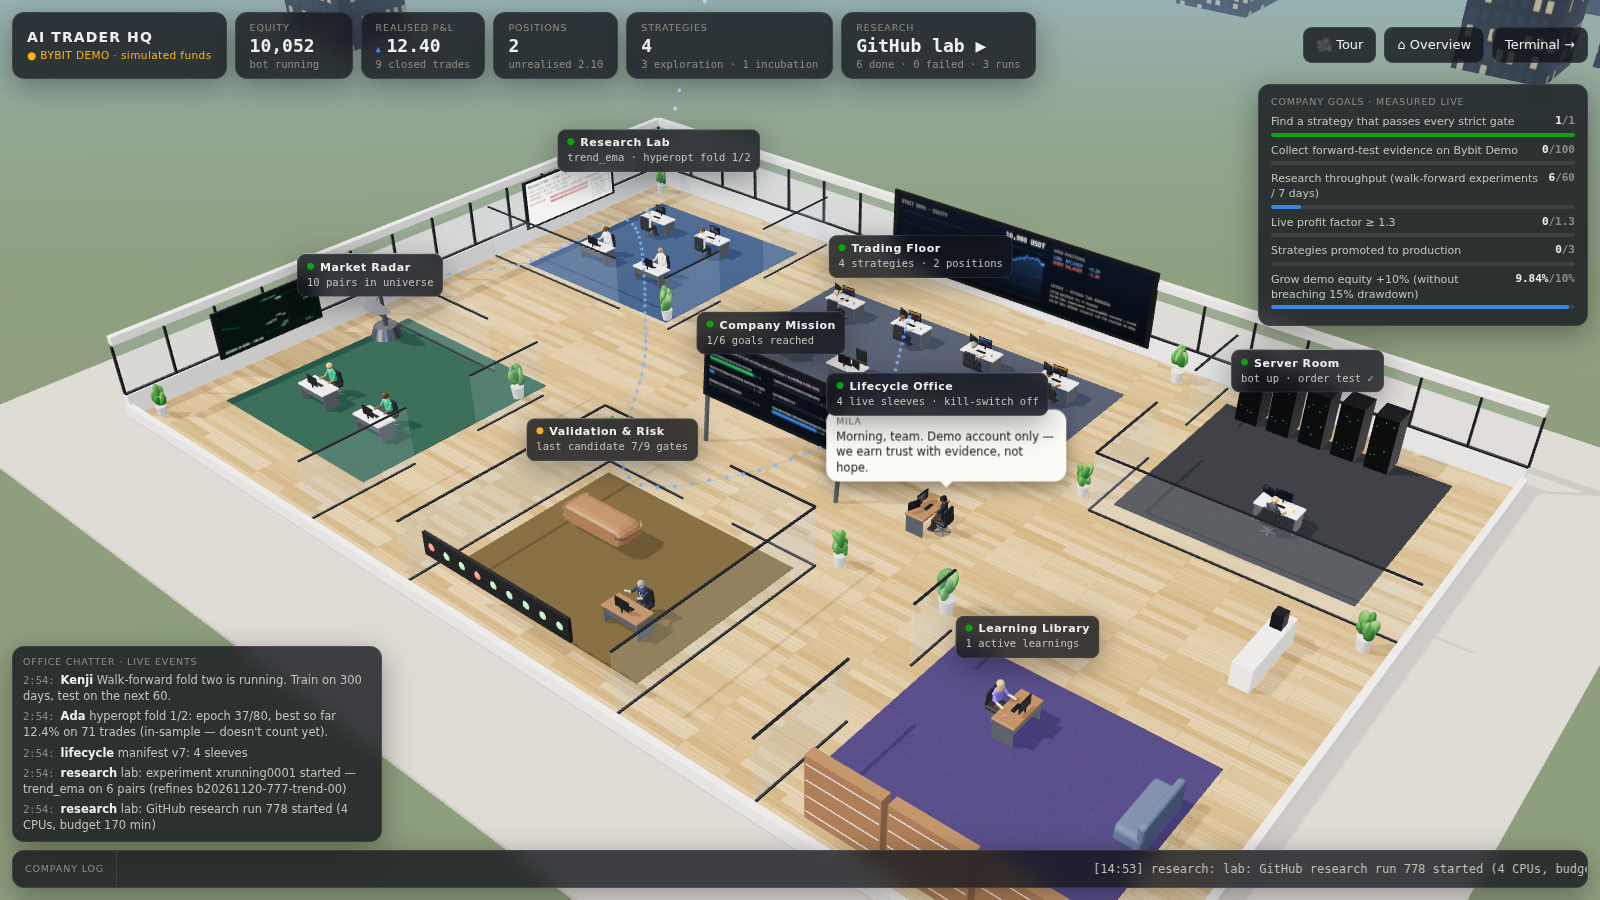 AI TRADER HQ
● BYBIT DEMO · simulated funds
EQUITY
10,052
bot running
REALISED P&L
▲ 12.40
9 closed trades
POSITIONS
2
unrealised 2.10
STRATEGIES
4
3 exploration · 1 incubation
RESEARCH
GitHub lab ▶
6 done · 0 failed · 3 runs
Tour
⌂ Overview
Terminal →
COMPANY GOALS · MEASURED LIVE
Find a strategy that passes every strict gate 1/1
Collect forward-test evidence on Bybit Demo 0/100
Research throughput (walk-forward experiments 6/60
/ 7 days)
Live profit factor ≥ 1.3 0/1.3
Strategies promoted to production 0/3
Grow demo equity +10% (without 9.84%/10%
breaching 15% drawdown)
Research Lab
trend_ema · hyperopt fold 1/2
Market Radar
10 pairs in universe
Trading Floor
4 strategies · 2 positions
Company Mission
1/6 goals reached
Server Room
bot up · order test ✓
Lifecycle Office
4 live sleeves · kill-switch off
MILA
Morning, team. Demo account only —
we earn trust with evidence, not
hope.
Validation & Risk
last candidate 7/9 gates
Learning Library
1 active learnings
OFFICE CHATTER · LIVE EVENTS
2:54: Kenji Walk-forward fold two is running. Train on 300
days, test on the next 60.
2:54: Ada hyperopt fold 1/2: epoch 37/80, best so far
12.4% on 71 trades (in-sample — doesn't count yet).
2:54: lifecycle manifest v7: 4 sleeves
2:54: research lab: experiment xrunning0001 started —
trend_ema on 6 pairs (refines b20261120-777-trend-00)
2:54: research lab: GitHub research run 778 started (4
CPUs, budget 170 min)
COMPANY LOG
[14:53] research: lab: GitHub research run 778 started (4 CPUs, budge